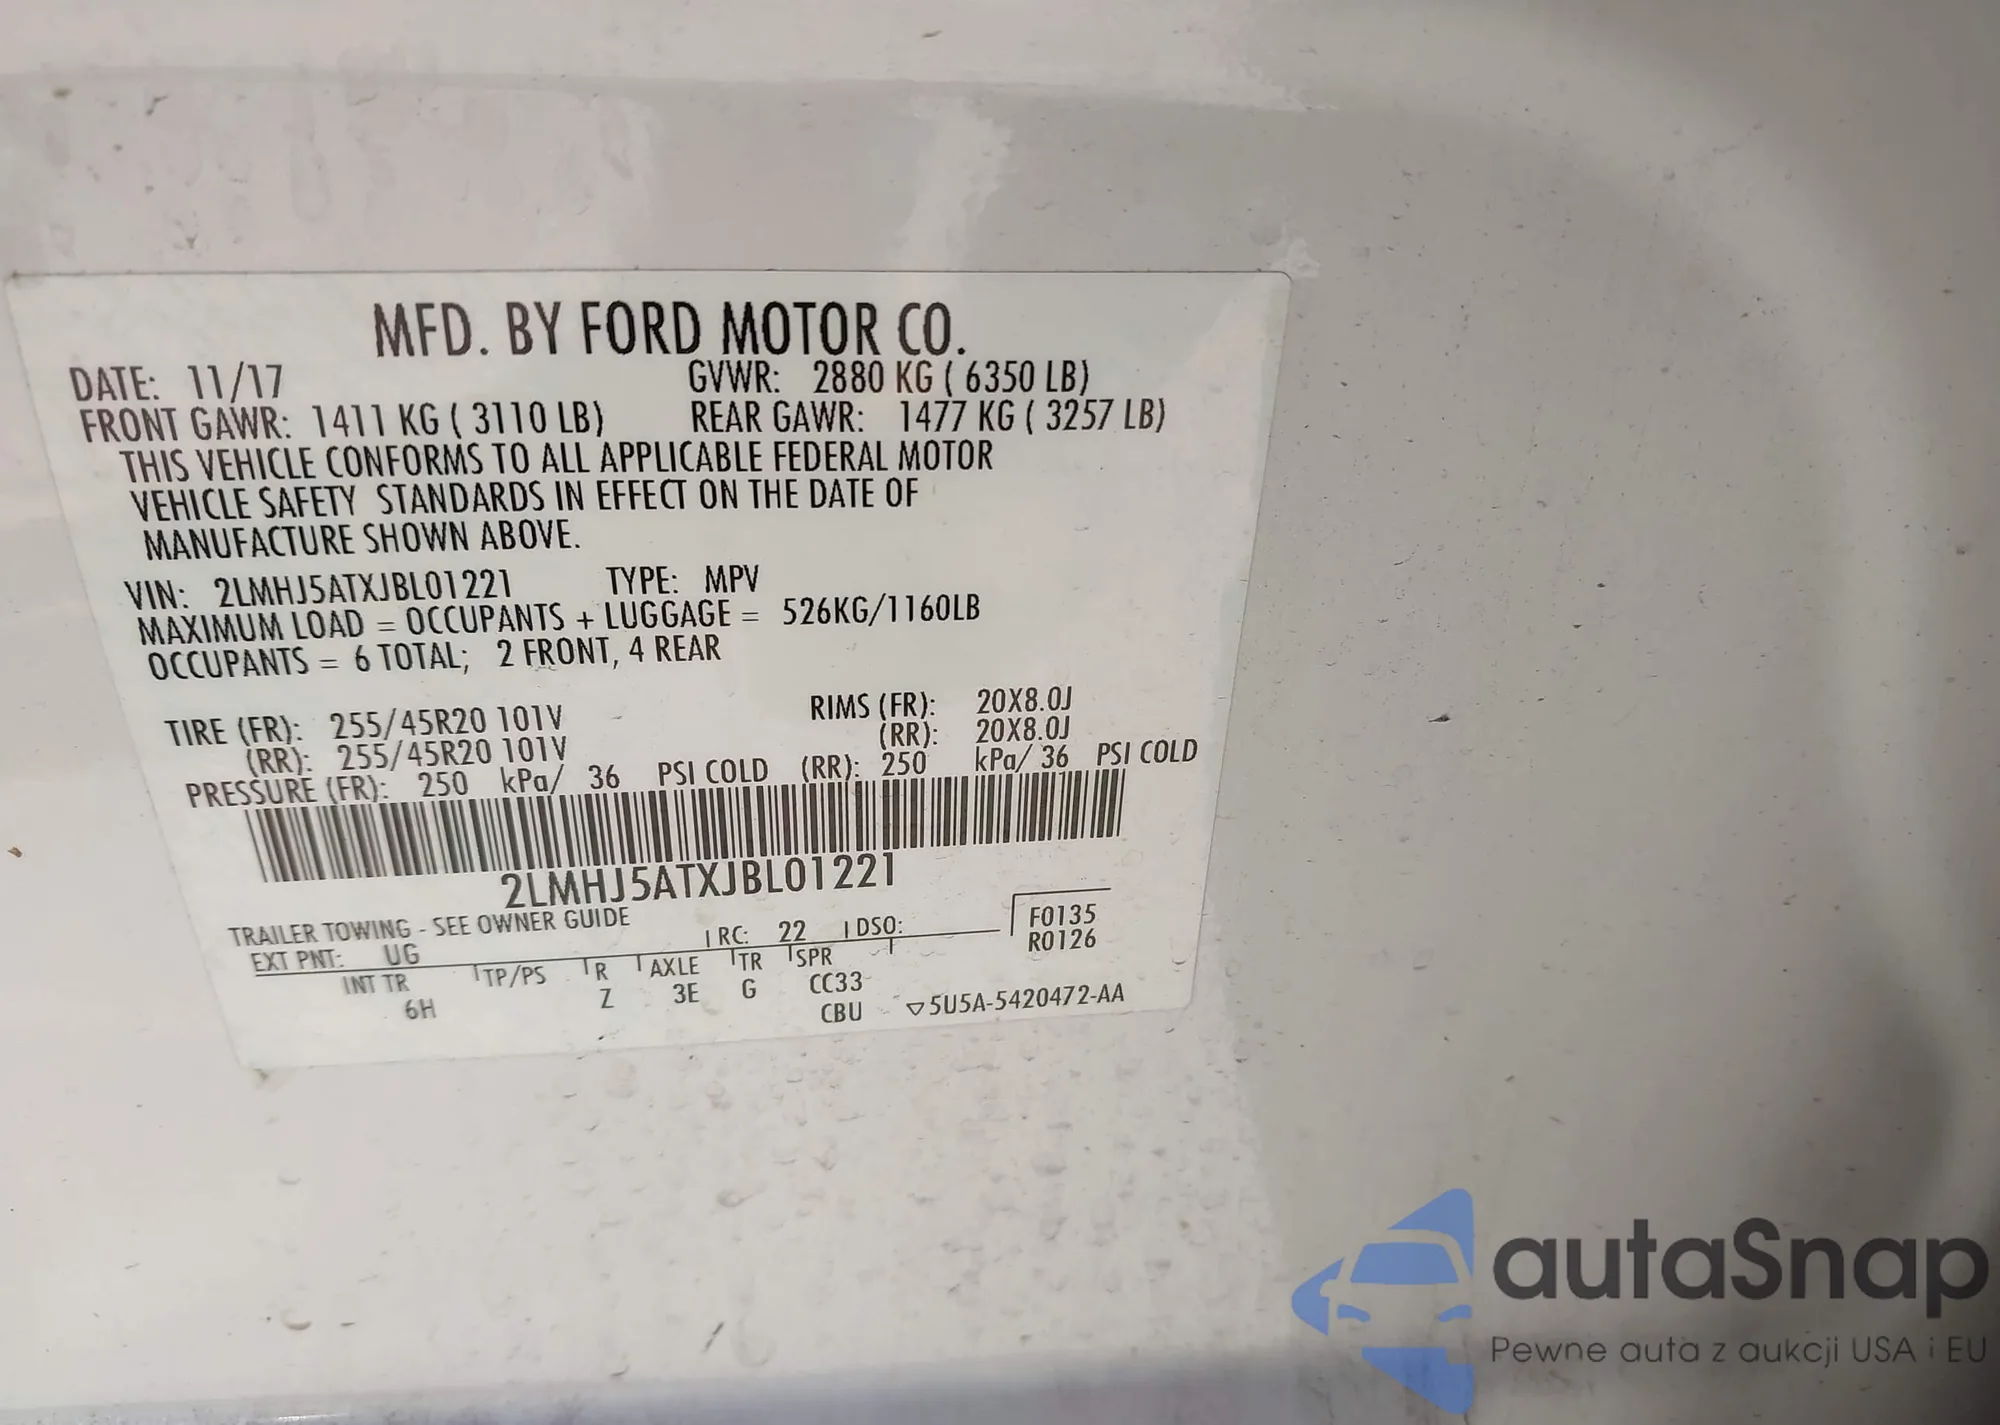 MFD. BY FORD MOTOR CO.
DATE: 11/17 GVWR: 2880 KG ( 6350 LB)
FRONT GAWR: 1411 KG ( 3110 LB) REAR GAWR: 1477 KG ( 3257 LB)
THIS VEHICLE CONFORMS TO ALL APPLICABLE FEDERAL MOTOR
VEHICLE SAFETY STANDARDS IN EFFECT ON THE DATE OF
MANUFACTURE SHOWN ABOVE.
VIN: 2LMHJ5ATXJBL01221 TYPE: MPV
MAXIMUM LOAD = OCCUPANTS + LUGGAGE = 526KG/1160LB
OCCUPANTS = 6 TOTAL; 2 FRONT, 4 REAR
TIRE (FR): 255/45R20 101V RIMS (FR): 20X8.0J
(RR): 255/45R20 101V (RR): 20X8.0J
PRESSURE (FR): 250 kPa/ 36 PSI COLD (RR): 250 kPa/ 36 PSI COLD
2LMHJ5ATXJBL01221
TRAILER TOWING - SEE OWNER GUIDE
EXT PNT: UG RC: 22 DSO: F0135
R0126
INT TR TP/PS R AXLE TR SPR
6H Z 3E G CC33
CBU ▽5U5A-5420472-AA
autaSnap
Pewne auta z aukcji USA i EU